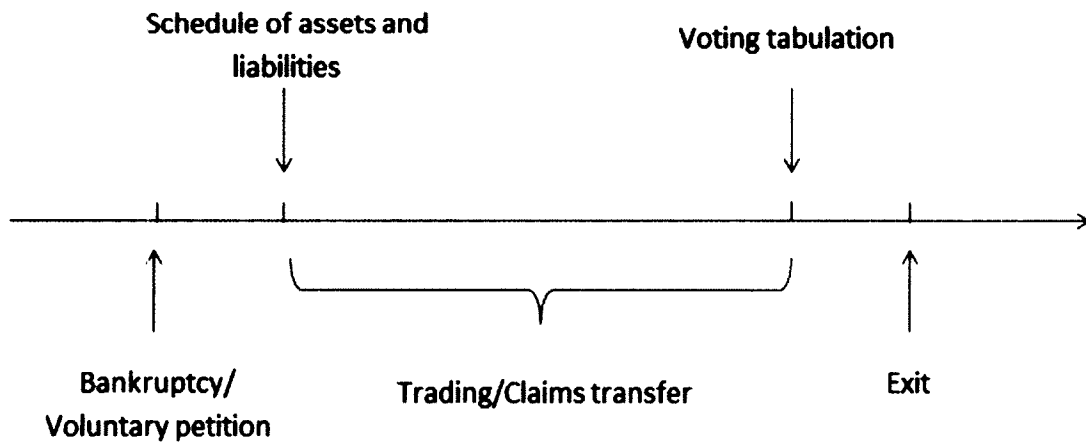 Schedule of assets and
liabilities
Voting tabulation
Bankruptcy/
Voluntary petition
Trading/Claims transfer
Exit